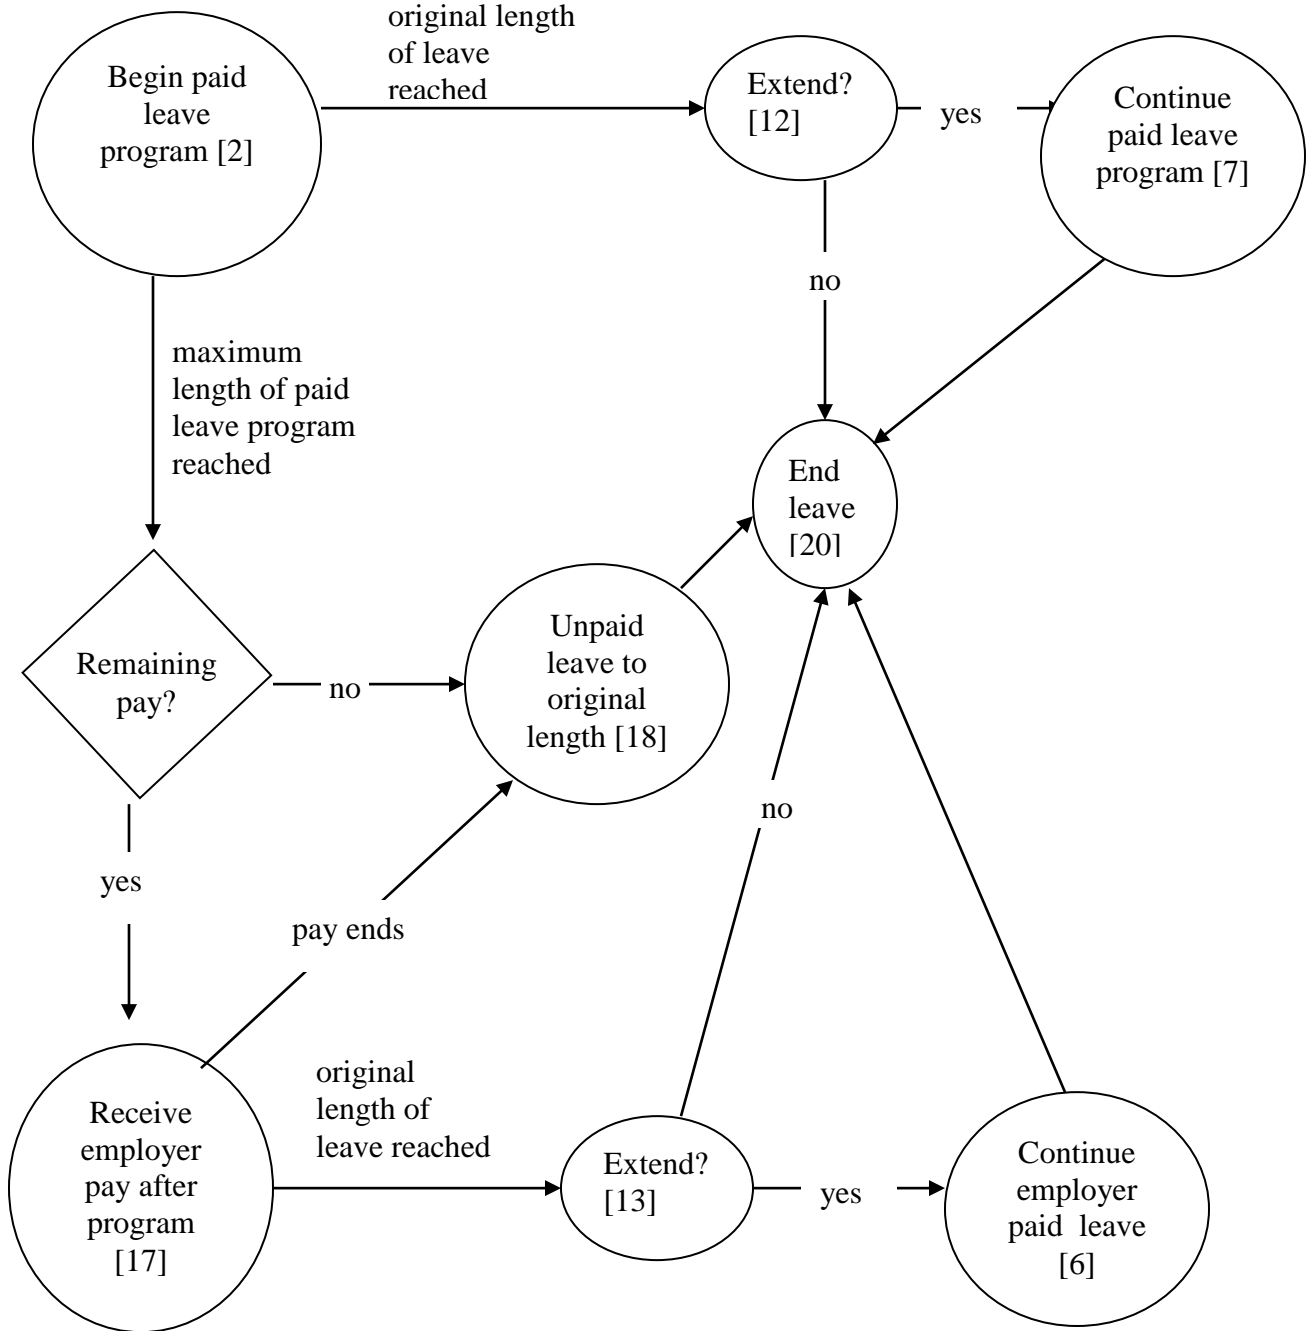 original length
of leave
reached
Begin paid
leave
program [2]
Extend?
[12]
yes
Continue
paid leave
program [7]
no
maximum
length of paid
leave program
reached
End
leave
[20]
Remaining
pay?
no
Unpaid
leave to
original
length [18]
no
yes
pay ends
original
length of
leave reached
Receive
employer
pay after
program
[17]
Extend?
[13]
yes
Continue
employer
paid leave
[6]